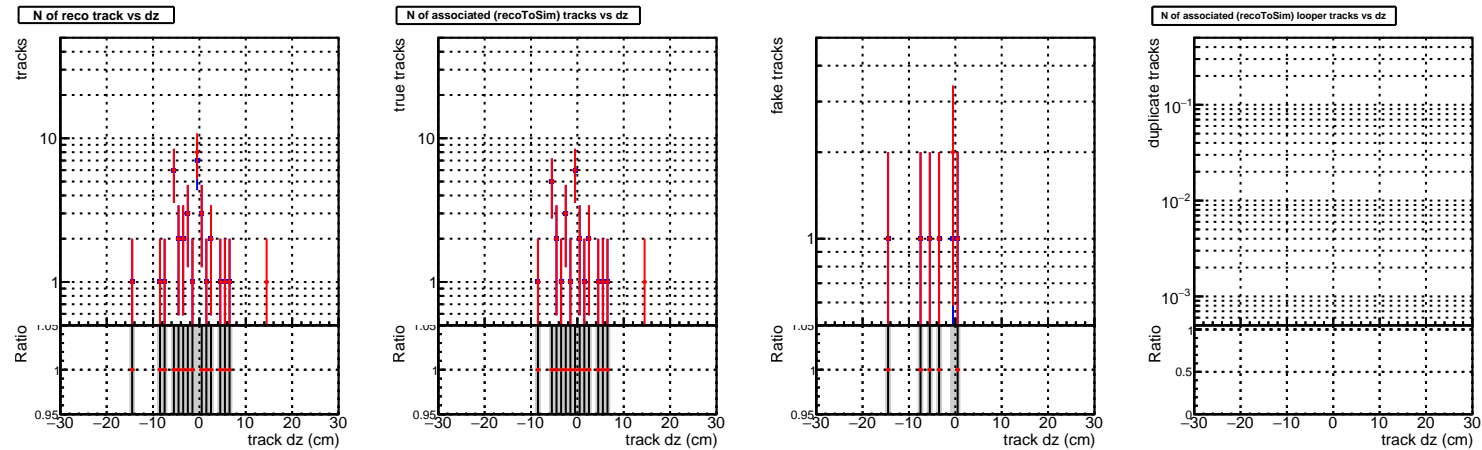 N of reco track vs dz
tracks
10
1
Ratio
1.05
1
0.95
−30 −20 −10 0 10 20 30
track dz (cm)
N of associated (recoToSim) tracks vs dz
true tracks
10
1
Ratio
1.05
1
0.95
−30 −20 −10 0 10 20 30
track dz (cm)
fake tracks
1
Ratio
1.05
1
0.95
−30 −20 −10 0 10 20 30
track dz (cm)
N of associated (recoToSim) looper tracks vs dz
duplicate tracks
10⁻¹
10⁻²
10⁻³
Ratio
1
0.5
0
−30 −20 −10 0 10 20 30
track dz (cm)